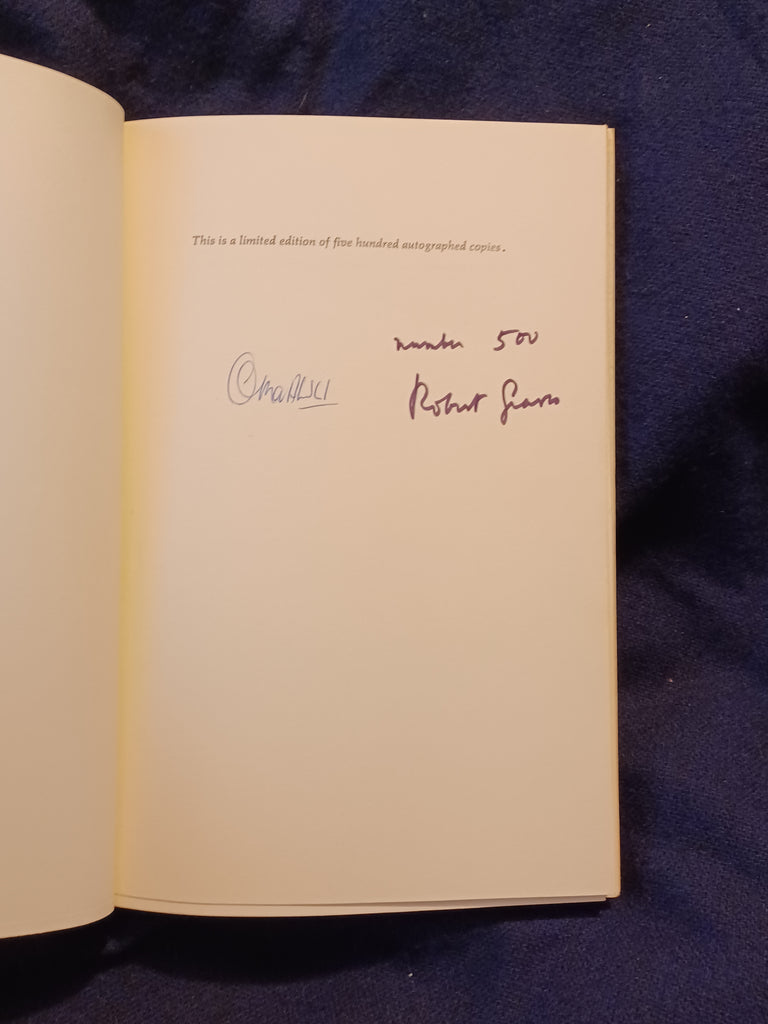 This is a limited edition of five hundred autographed copies.
number 500
Robert Graves